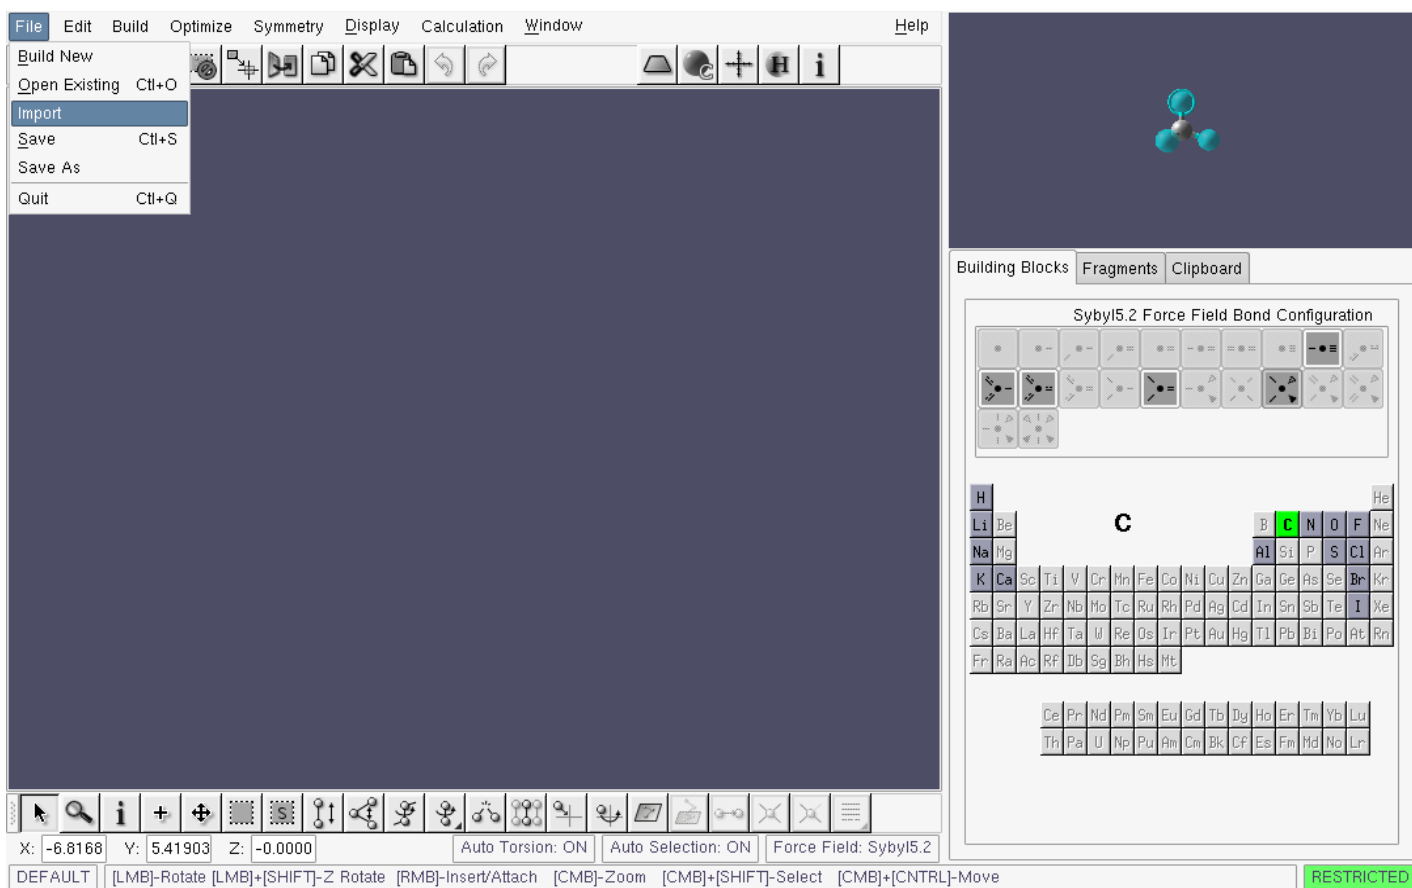 File Edit Build Optimize Symmetry Display Calculation Window Help
Build New
Open Existing Ctl+O
Import
Save Ctl+S
Save As
Quit Ctl+Q
C H i
Building Blocks Fragments Clipboard
Sybyl5.2 Force Field Bond Configuration
H He
Li Be C B C N O F Ne
Na Mg Al Si P S Cl Ar
K Ca Sc Ti V Cr Mn Fe Co Ni Cu Zn Ga Ge As Se Br Kr
Rb Sr Y Zr Nb Mo Tc Ru Rh Pd Ag Cd In Sn Sb Te I Xe
Cs Ba La Hf Ta W Re Os Ir Pt Au Hg Tl Pb Bi Po At Rn
Fr Ra Ac Rf Db Sg Bh Hs Mt
Ce Pr Nd Pm Sm Eu Gd Tb Dy Ho Er Tm Yb Lu
Th Pa U Np Pu Am Cm Bk Cf Es Fm Md No Lr
i S
X: -6.8168 Y: 5.41903 Z: -0.0000 Auto Torsion: ON Auto Selection: ON Force Field: Sybyl5.2
DEFAULT [LMB]-Rotate [LMB]+[SHIFT]-Z Rotate [RMB]-Insert/Attach [CMB]-Zoom [CMB]+[SHIFT]-Select [CMB]+[CNTRL]-Move RESTRICTED